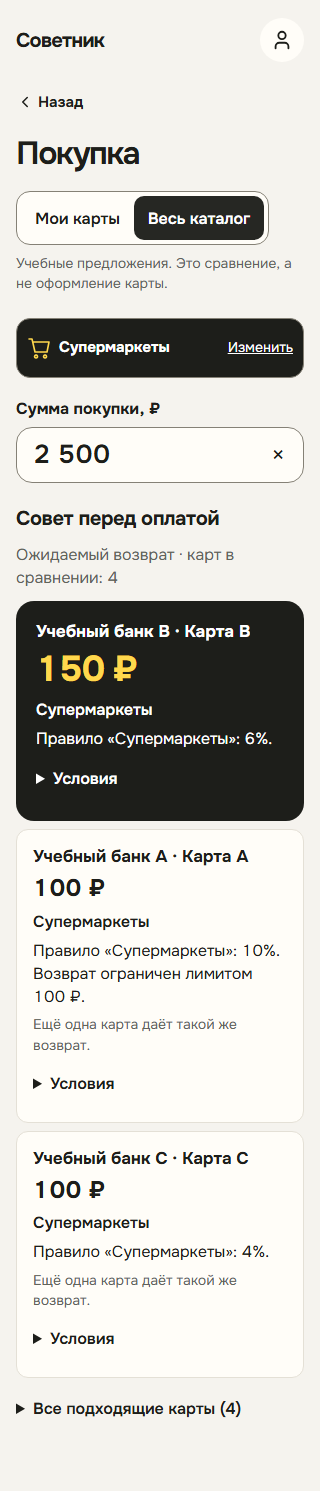 Советник
Назад
Покупка
Мои карты
Весь каталог
Учебные предложения. Это сравнение, а
не оформление карты.
Супермаркеты
Изменить
Сумма покупки, ₽
2 500
×
Совет перед оплатой
Ожидаемый возврат · карт в
сравнении: 4
Учебный банк В · Карта В
150 ₽
Супермаркеты
Правило «Супермаркеты»: 6%.
Условия
Учебный банк А · Карта А
100 ₽
Супермаркеты
Правило «Супермаркеты»: 10%.
Возврат ограничен лимитом
100 ₽.
Ещё одна карта даёт такой же
возврат.
Условия
Учебный банк С · Карта С
100 ₽
Супермаркеты
Правило «Супермаркеты»: 4%.
Ещё одна карта даёт такой же
возврат.
Условия
Все подходящие карты (4)